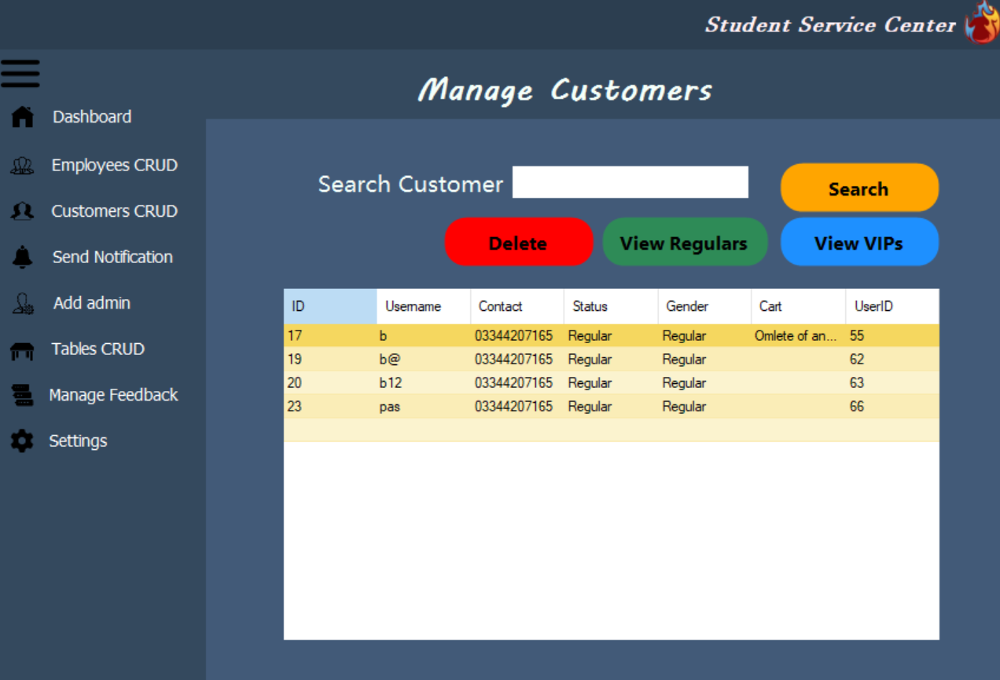 Student Service Center
Manage Customers
Dashboard
Employees CRUD
Customers CRUD
Send Notification
Add admin
Tables CRUD
Manage Feedback
Settings
Search Customer
Search
Delete
View Regulars
View VIPs
ID Username Contact Status Gender Cart UserID
17 b 03344207165 Regular Regular Omlete of an... 55
19 b@ 03344207165 Regular Regular 62
20 b12 03344207165 Regular Regular 63
23 pas 03344207165 Regular Regular 66